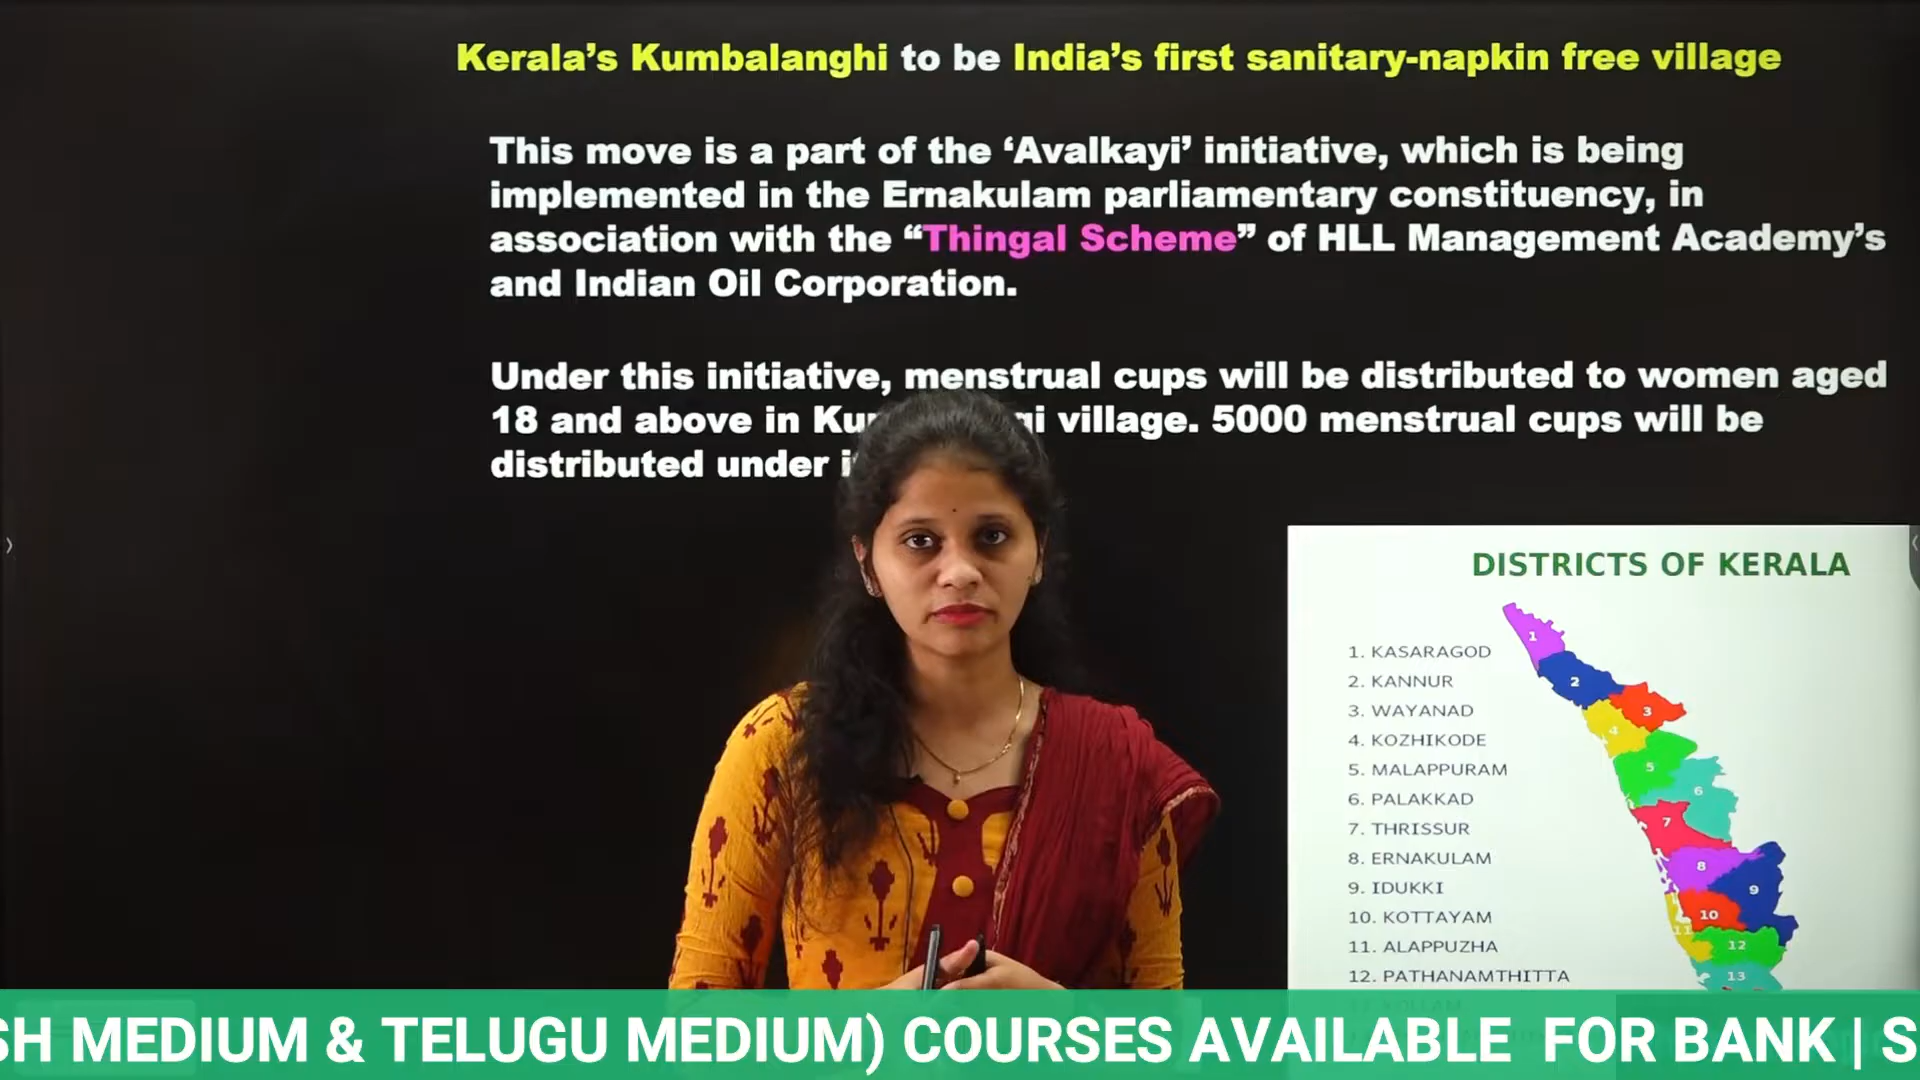 Kerala’s Kumbalanghi to be India’s first sanitary-napkin free village
This move is a part of the ‘Avalkayi’ initiative, which is being
implemented in the Ernakulam parliamentary constituency, in
association with the “Thingal Scheme” of HLL Management Academy’s
and Indian Oil Corporation.
Under this initiative, menstrual cups will be distributed to women aged
18 and above in village. 5000 menstrual cups will be
distributed under
DISTRICTS OF KERALA
1. KASARAGOD
2. KANNUR
3. WAYANAD
4. KOZHIKODE
5. MALAPPURAM
6. PALAKKAD
7. THRISSUR
8. ERNAKULAM
9. IDUKKI
10. KOTTAYAM
11. ALAPPUZHA
12. PATHANAMTHITTA
1
2
3
4
5
6
7
8
9
10
11
12
13
MEDIUM & TELUGU MEDIUM) COURSES AVAILABLE FOR BANK |